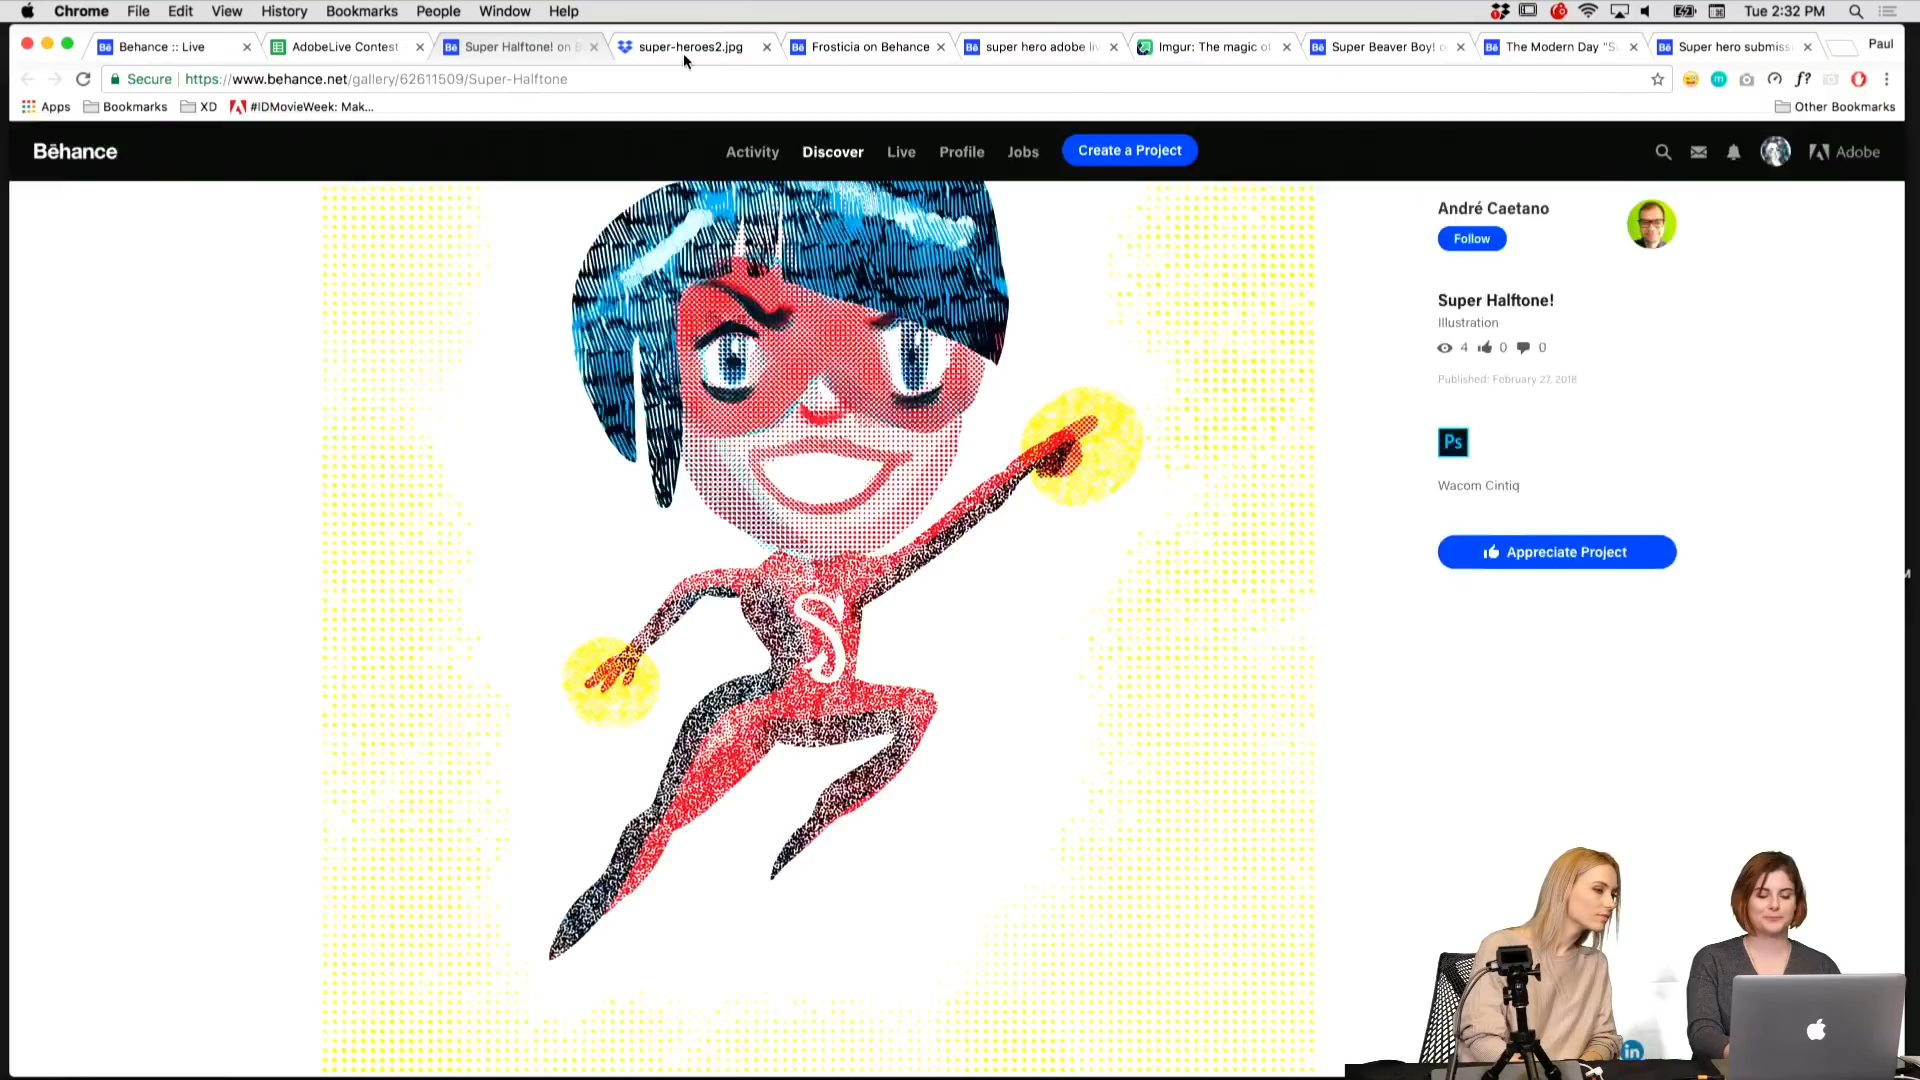 Chrome File Edit View History Bookmarks People Window Help Tue 2:32 PM
Behance :: Live AdobeLive Contest Super Halftone! on B super-heroes2.jpg Frosticia on Behance super hero adobe li Imgur: The magic of Super Beaver Boy! o The Modern Day "Su Super hero submiss Paul
Secure https://www.behance.net/gallery/62611509/Super-Halftone
Apps Bookmarks XD #IDMovieWeek: Mak... Other Bookmarks
Bēhance Activity Discover Live Profile Jobs Create a Project Adobe
André Caetano
Follow
Super Halftone!
Illustration
4 0 0
Published: February 27, 2018
Ps
Wacom Cintiq
Appreciate Project
S
in